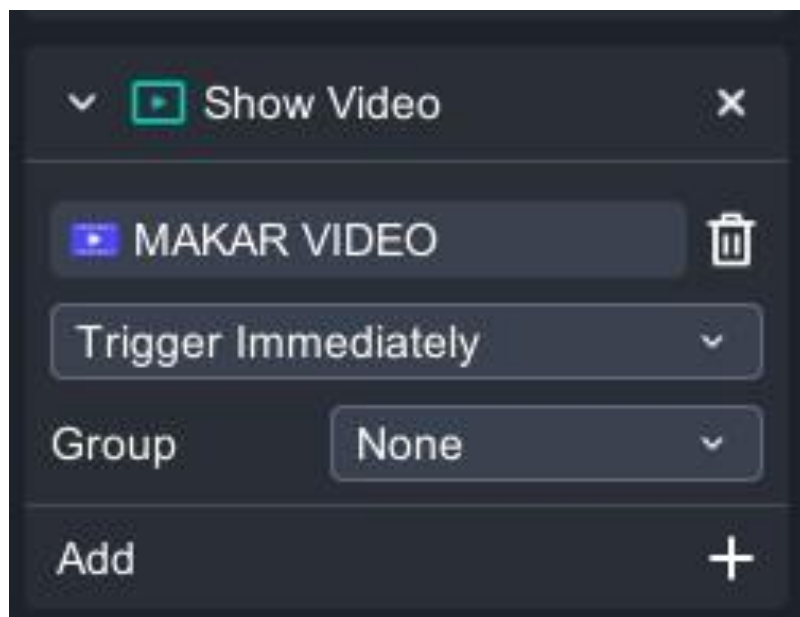 Show Video
MAKAR VIDEO
Trigger Immediately
Group None
Add